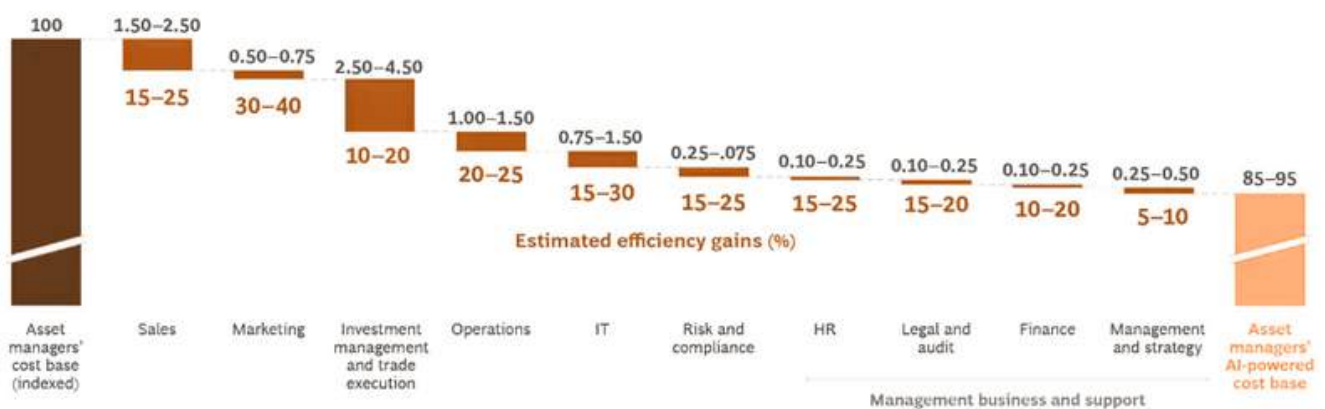 100
1.50–2.50
0.50–0.75
2.50–4.50
1.00–1.50
0.75–1.50
0.25–.075
0.10–0.25
0.10–0.25
0.10–0.25
0.25–0.50
85–95
15–25
30–40
10–20
20–25
15–30
15–25
15–25
15–20
10–20
5–10
Estimated efficiency gains (%)
Asset
managers'
cost base
(indexed)
Sales
Marketing
Investment
management
and trade
execution
Operations
IT
Risk and
compliance
HR
Legal and
audit
Finance
Management
and strategy
Asset
managers'
AI-powered
cost base
Management business and support